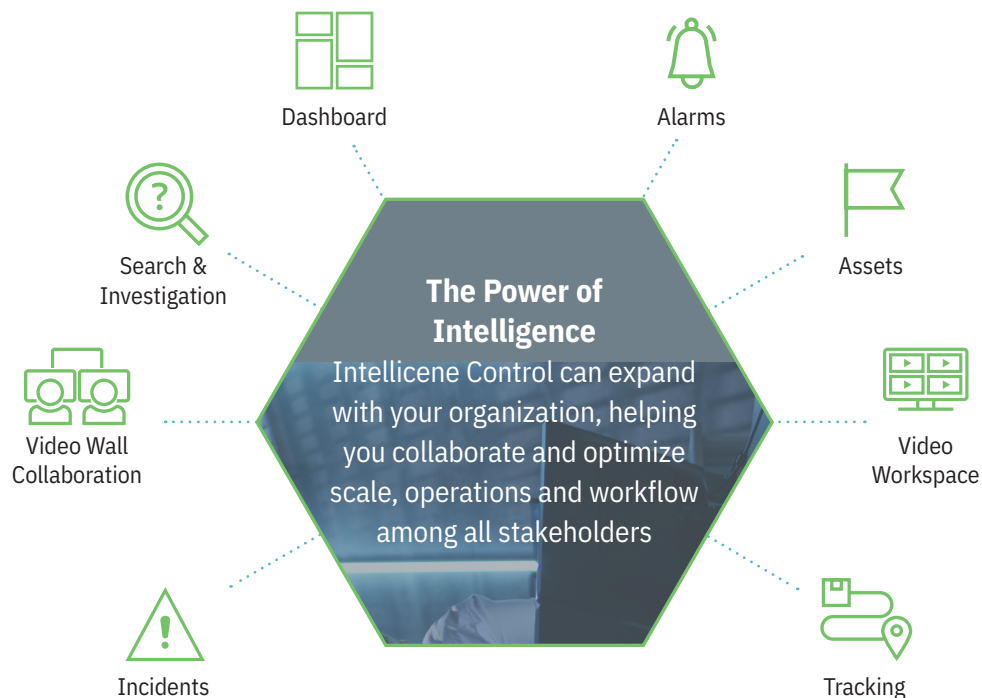 Dashboard
Alarms
Search &
Investigation
Assets
The Power of
Intelligence
Intellicene Control can expand
with your organization, helping
you collaborate and optimize
scale, operations and workflow
among all stakeholders
Video Wall
Collaboration
Video
Workspace
Incidents
Tracking